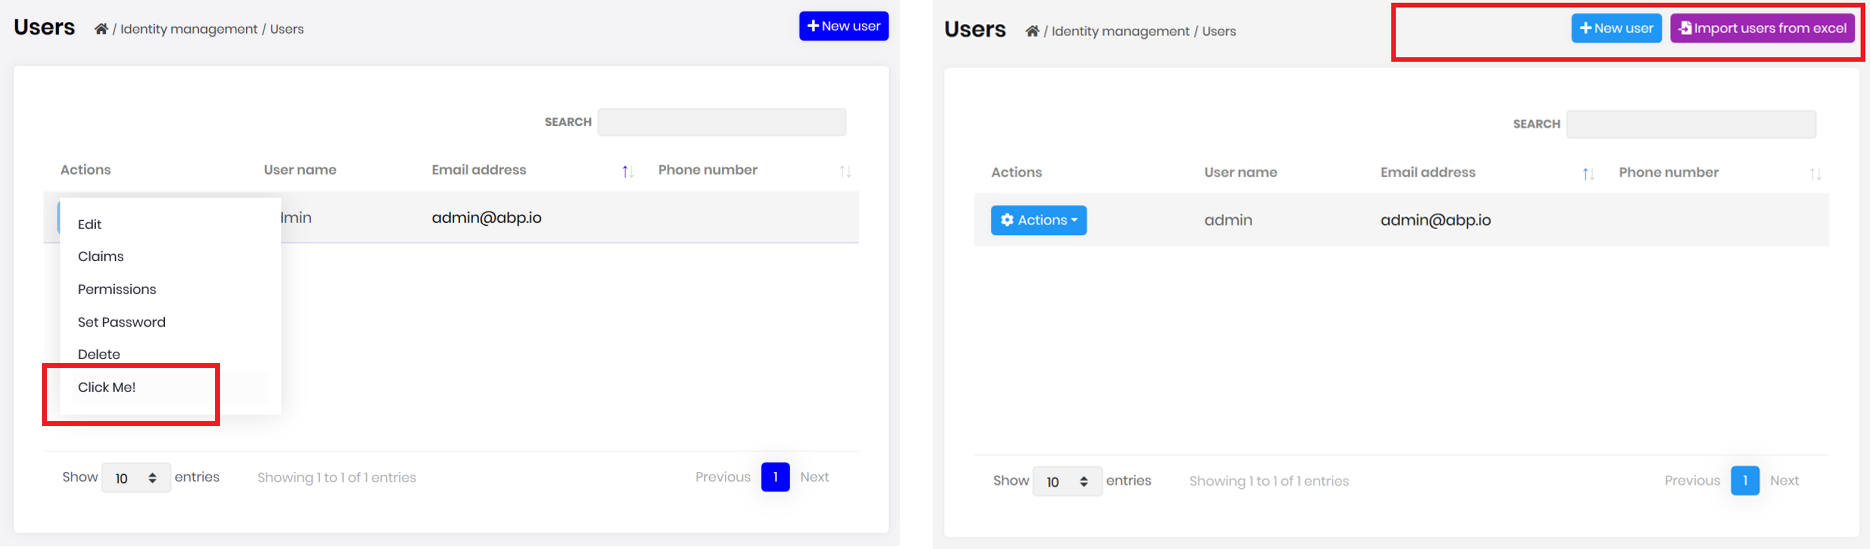 Users / Identity management / Users New user
SEARCH
Actions User name Email address Phone number
dmin admin@abp.io
Edit
Claims
Permissions
Set Password
Delete
Click Me!
Show 10 entries Showing 1 to 1 of 1 entries Previous 1 Next
Users / Identity management / Users New user Import users from excel
SEARCH
Actions User name Email address Phone number
Actions admin admin@abp.io
Show 10 entries Showing 1 to 1 of 1 entries Previous 1 Next